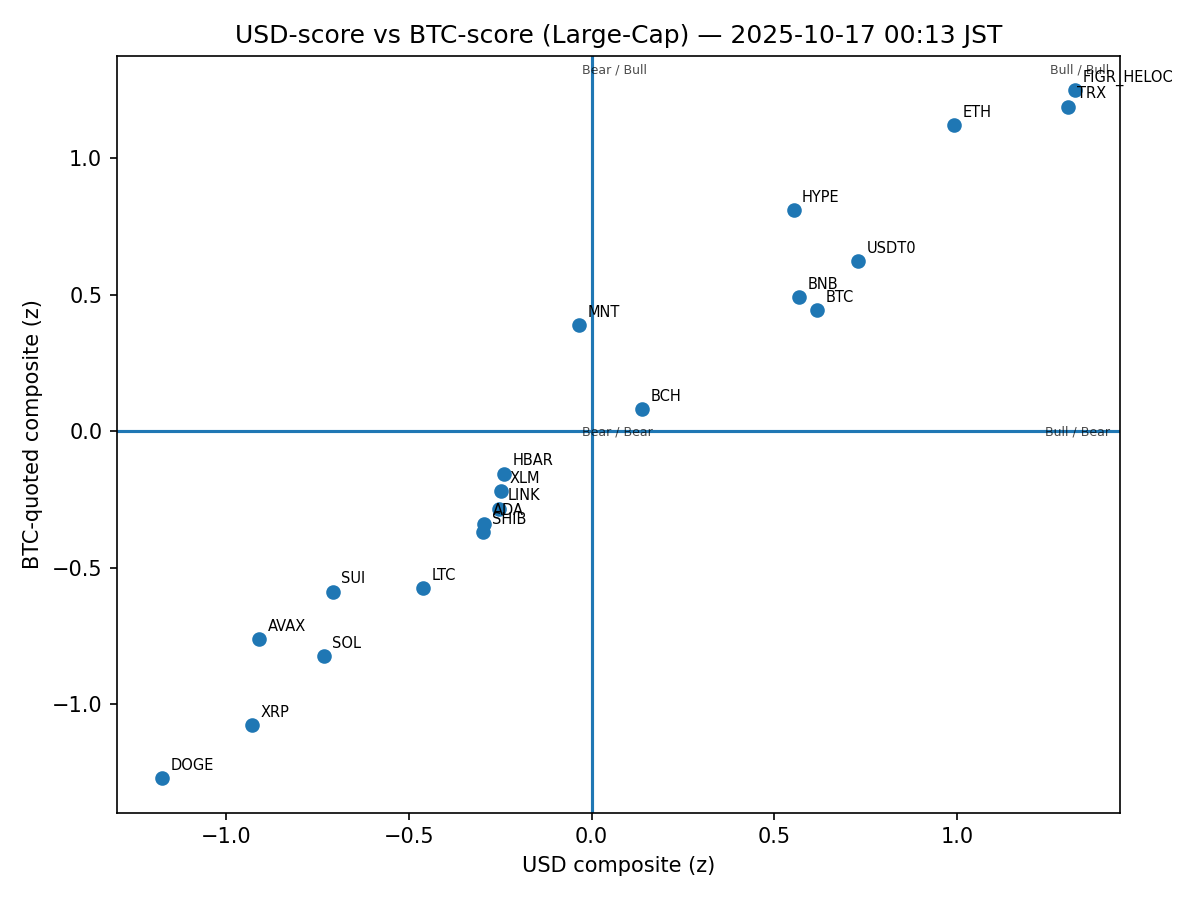 USD-score vs BTC-score (Large-Cap) — 2025-10-17 00:13 JST
Bear / Bull
Bull / Bull
FIGR_HELOC
TRX
ETH
HYPE
USDT0
BNB
BTC
MNT
BCH
Bear / Bear
Bull / Bear
HBAR
XLM
LINK
ADA
SHIB
SUI
LTC
AVAX
SOL
XRP
DOGE
1.0
0.5
0.0
−0.5
−1.0
BTC-quoted composite (z)
−1.0
−0.5
0.0
0.5
1.0
USD composite (z)